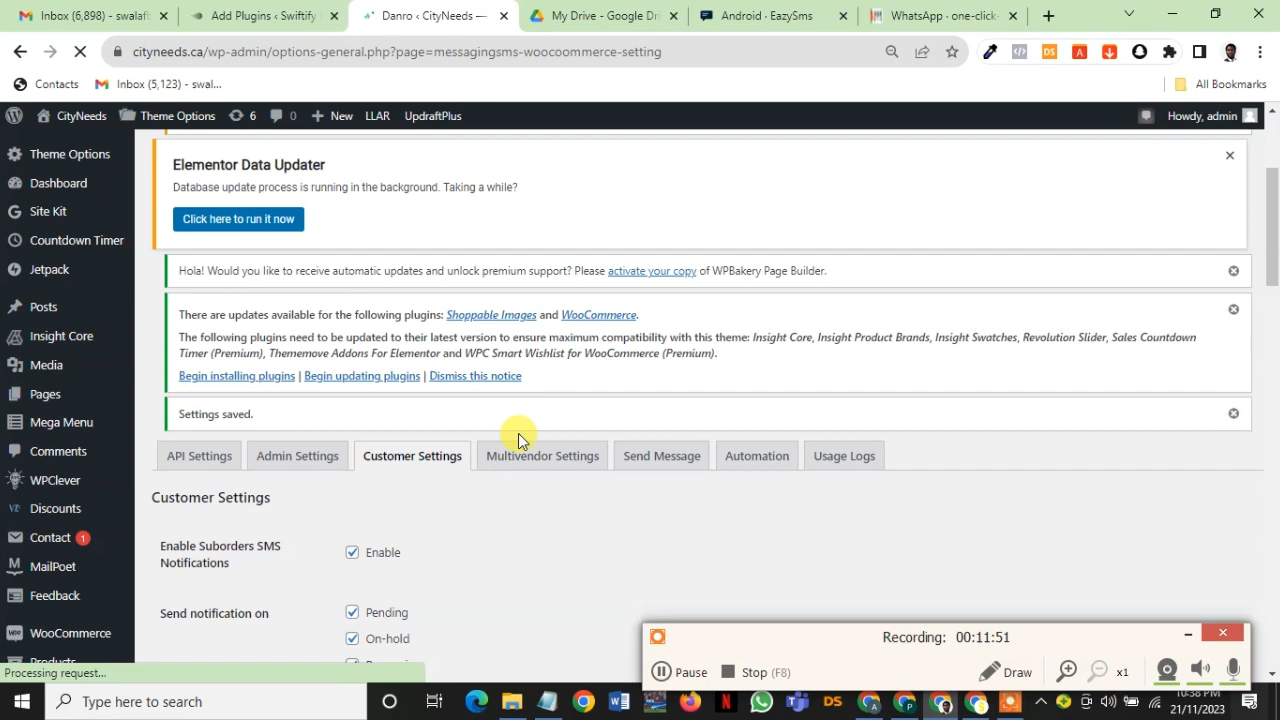 Inbox (6,898) - swalafb
Add Plugins ‹ Swiftify
Danro ‹ CityNeeds —
My Drive - Google Dri
Android - EazySms
WhatsApp - one-click-
cityneeds.ca/wp-admin/options-general.php?page=messagingsms-woocoommerce-setting
Contacts
Inbox (5,123) - swal...
All Bookmarks
CityNeeds
Theme Options
6
0
New
LLAR
UpdraftPlus
Howdy, admin
Theme Options
Dashboard
Site Kit
Countdown Timer
Jetpack
Posts
Insight Core
Media
Pages
Mega Menu
Comments
WPClever
Discounts
Contact 1
MailPoet
Feedback
WooCommerce
Products
Elementor Data Updater
Database update process is running in the background. Taking a while?
Click here to run it now
Hola! Would you like to receive automatic updates and unlock premium support? Please activate your copy of WPBakery Page Builder.
There are updates available for the following plugins: Shoppable Images and WooCommerce.
The following plugins need to be updated to their latest version to ensure maximum compatibility with this theme: Insight Core, Insight Product Brands, Insight Swatches, Revolution Slider, Sales Countdown
Timer (Premium), Thememove Addons For Elementor and WPC Smart Wishlist for WooCommerce (Premium).
Begin installing plugins | Begin updating plugins | Dismiss this notice
Settings saved.
API Settings
Admin Settings
Customer Settings
Multivendor Settings
Send Message
Automation
Usage Logs
Customer Settings
Enable Suborders SMS
Notifications
Enable
Send notification on
Pending
On-hold
Recording: 00:11:51
Pause
Stop (F8)
Draw
x1
Processing request...
Type here to search
10:38 PM
21/11/2023